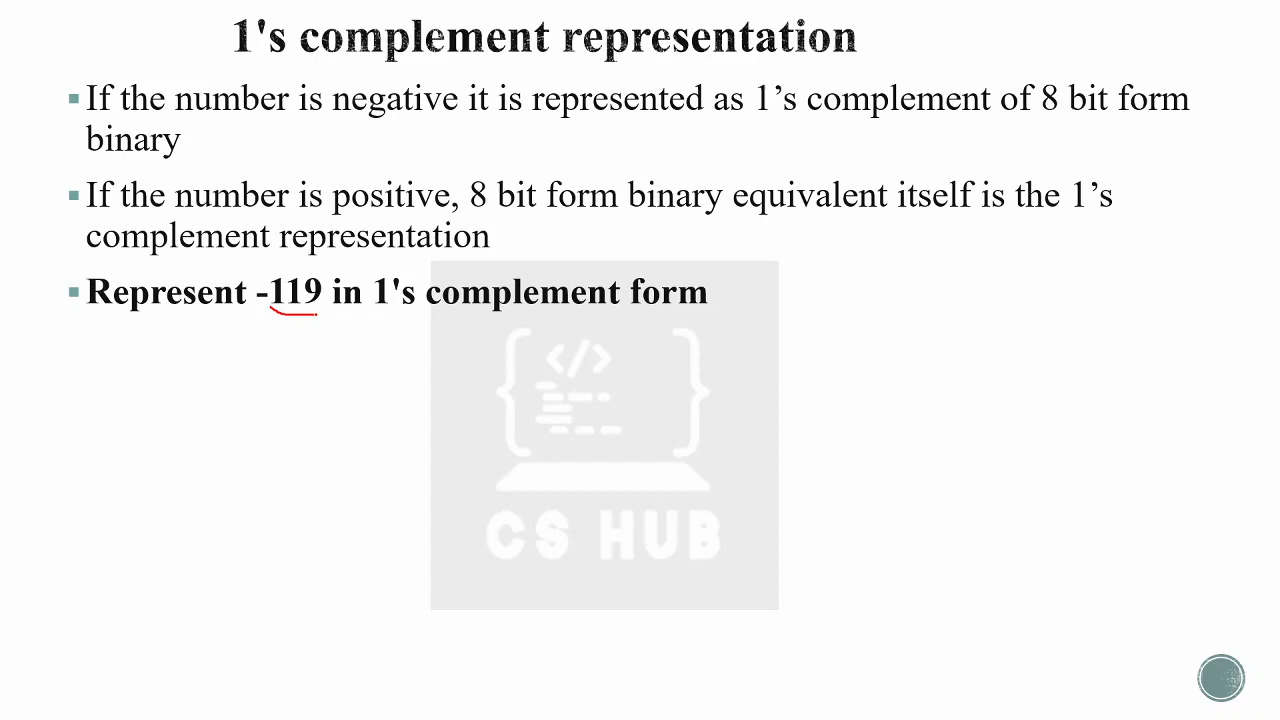 1's complement representation
▪ If the number is negative it is represented as 1’s complement of 8 bit form
binary
▪ If the number is positive, 8 bit form binary equivalent itself is the 1’s
complement representation
▪ Represent -119 in 1's complement form
</>
CS HUB